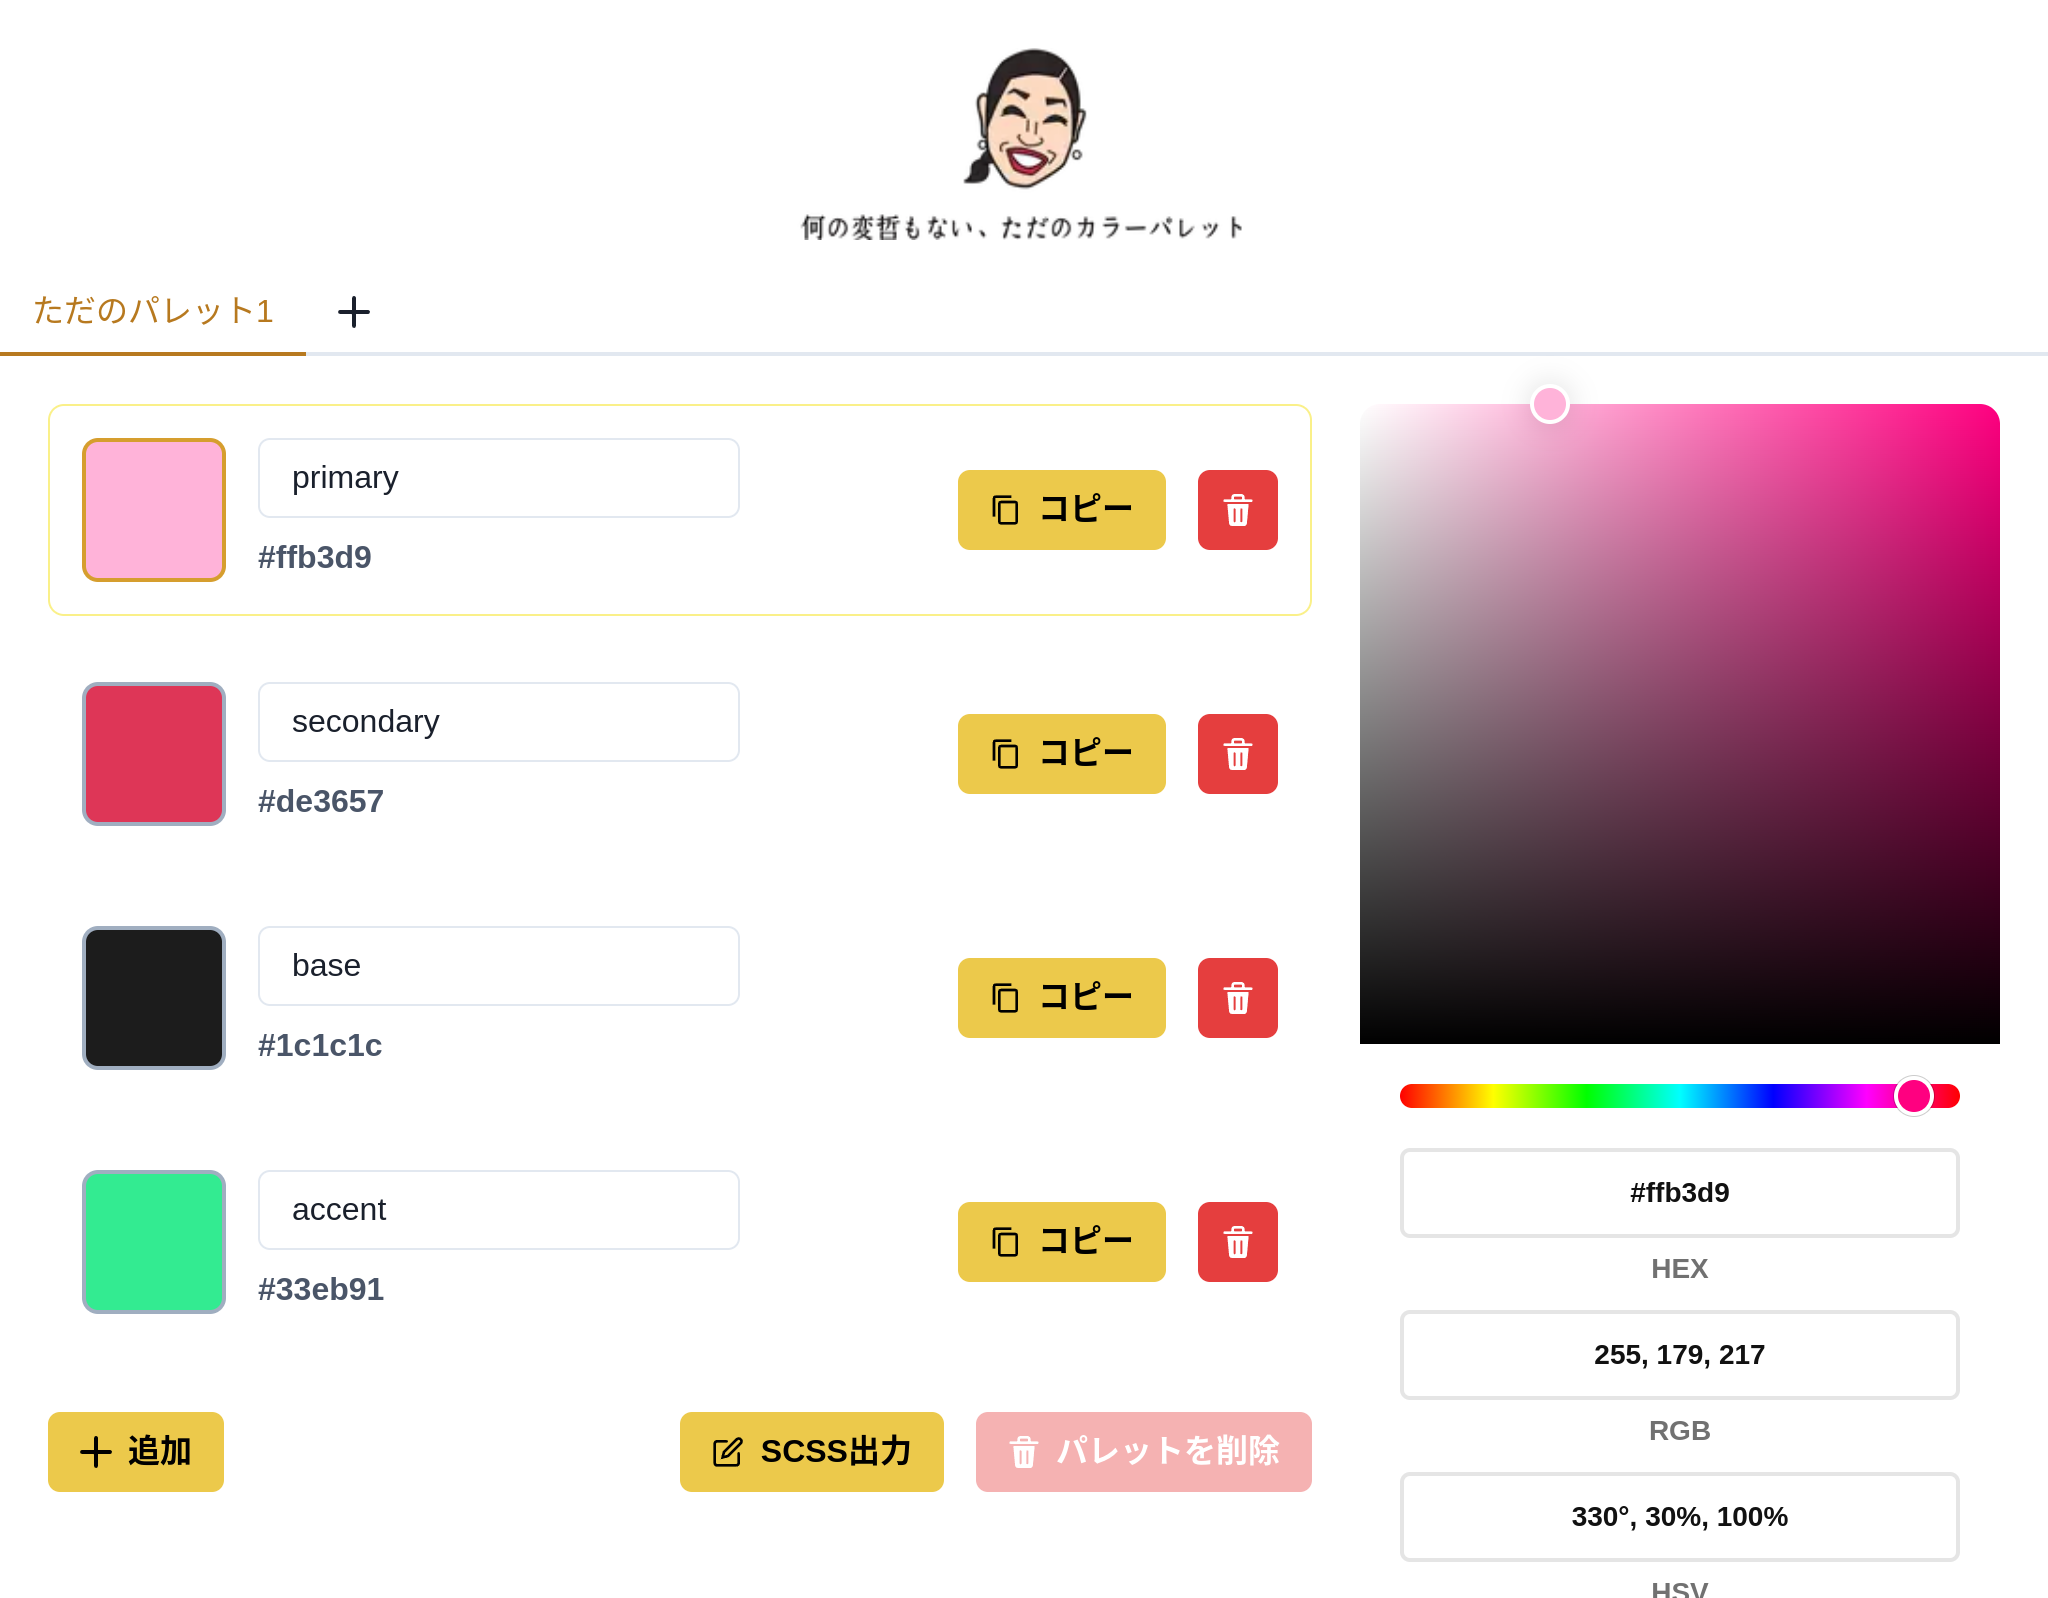 何の変哲もない、ただのカラーパレット
ただのパレット1
primary
#ffb3d9
コピー
secondary
#de3657
コピー
base
#1c1c1c
コピー
accent
#33eb91
コピー
追加
SCSS出力
パレットを削除
#ffb3d9
HEX
255, 179, 217
RGB
330°, 30%, 100%
HSV